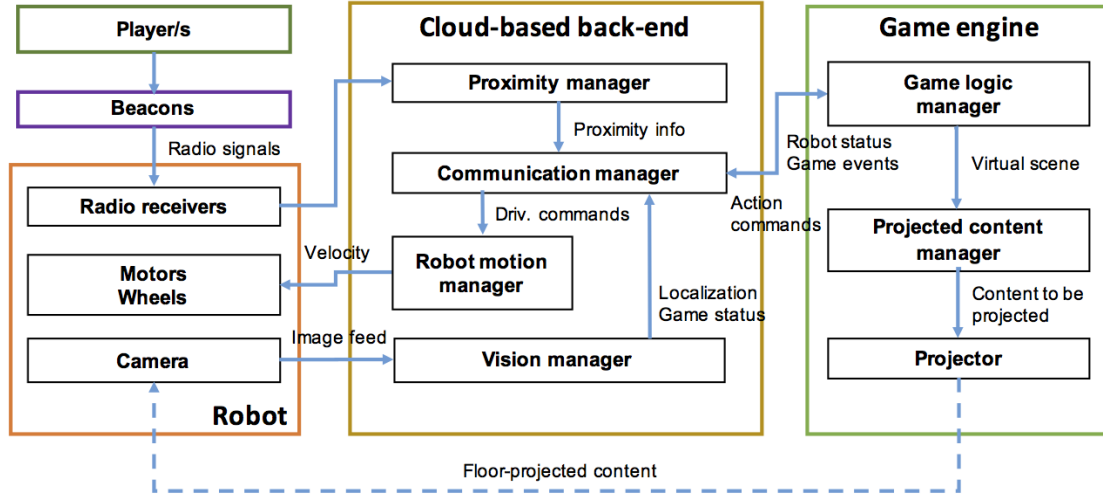 Player/s
Beacons
Radio signals
Radio receivers
Velocity
Motors
Wheels
Image feed
Camera
Robot
Cloud-based back-end
Proximity manager
Proximity info
Communication manager
Driv. commands
Robot motion
manager
Localization
Game status
Vision manager
Robot status
Game events
Action
commands
Game engine
Game logic
manager
Virtual scene
Projected content
manager
Content to be
projected
Projector
Floor-projected content